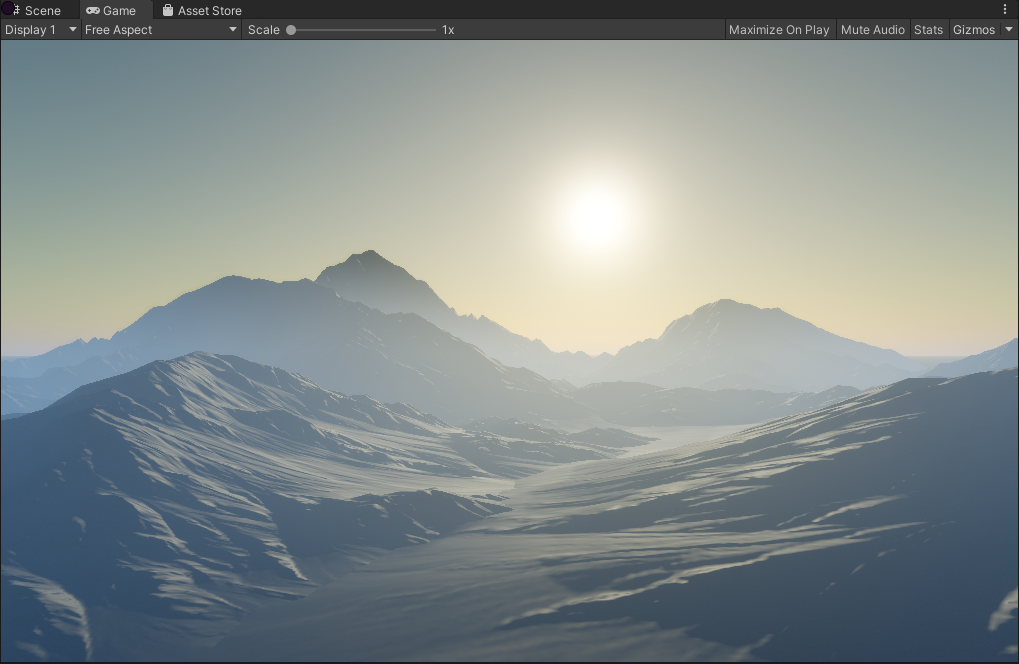 Scene Game Asset Store
Display 1 Free Aspect Scale 1x Maximize On Play Mute Audio Stats Gizmos